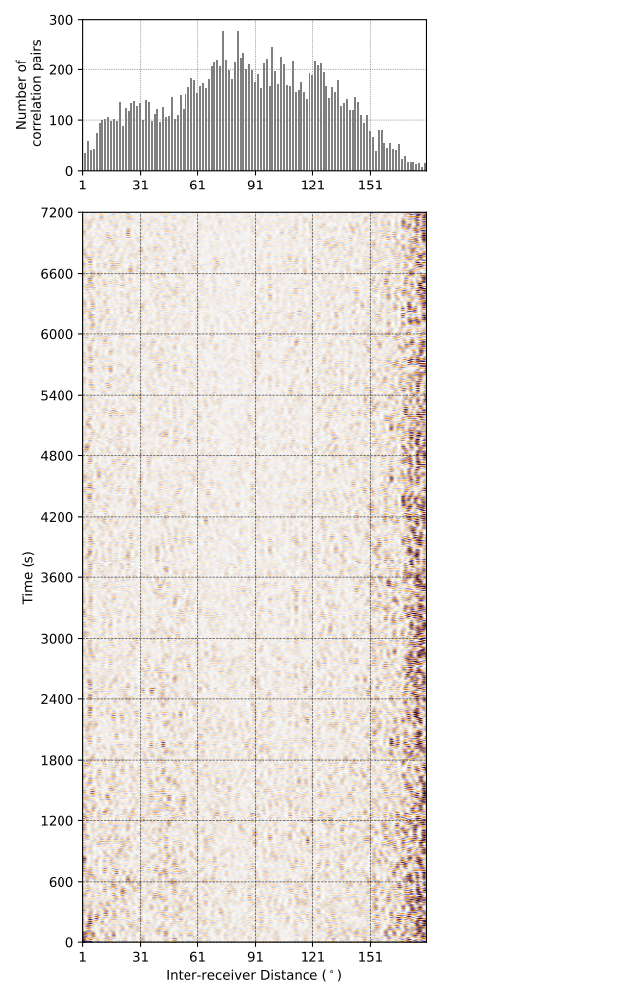 300
200
100
0
Number of
correlation pairs
1 31 61 91 121 151
7200
6600
6000
5400
4800
4200
3600
3000
2400
1800
1200
600
0
Time (s)
1 31 61 91 121 151
Inter-receiver Distance (°)